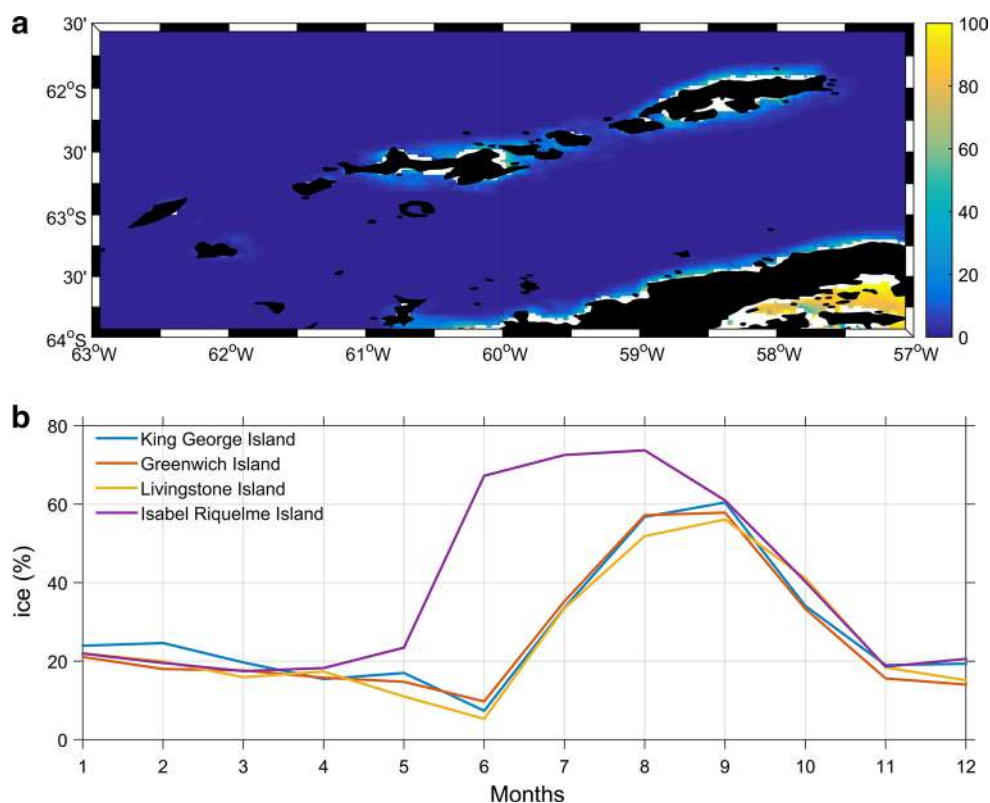 a
30'
62°S
30'
63°S
30'
64°S
63°W
62°W
61°W
60°W
59°W
58°W
57°W
100
80
60
40
20
0
b
80
60
40
20
0
ice (%)
King George Island
Greenwich Island
Livingstone Island
Isabel Riquelme Island
1
2
3
4
5
6
7
8
9
10
11
12
Months